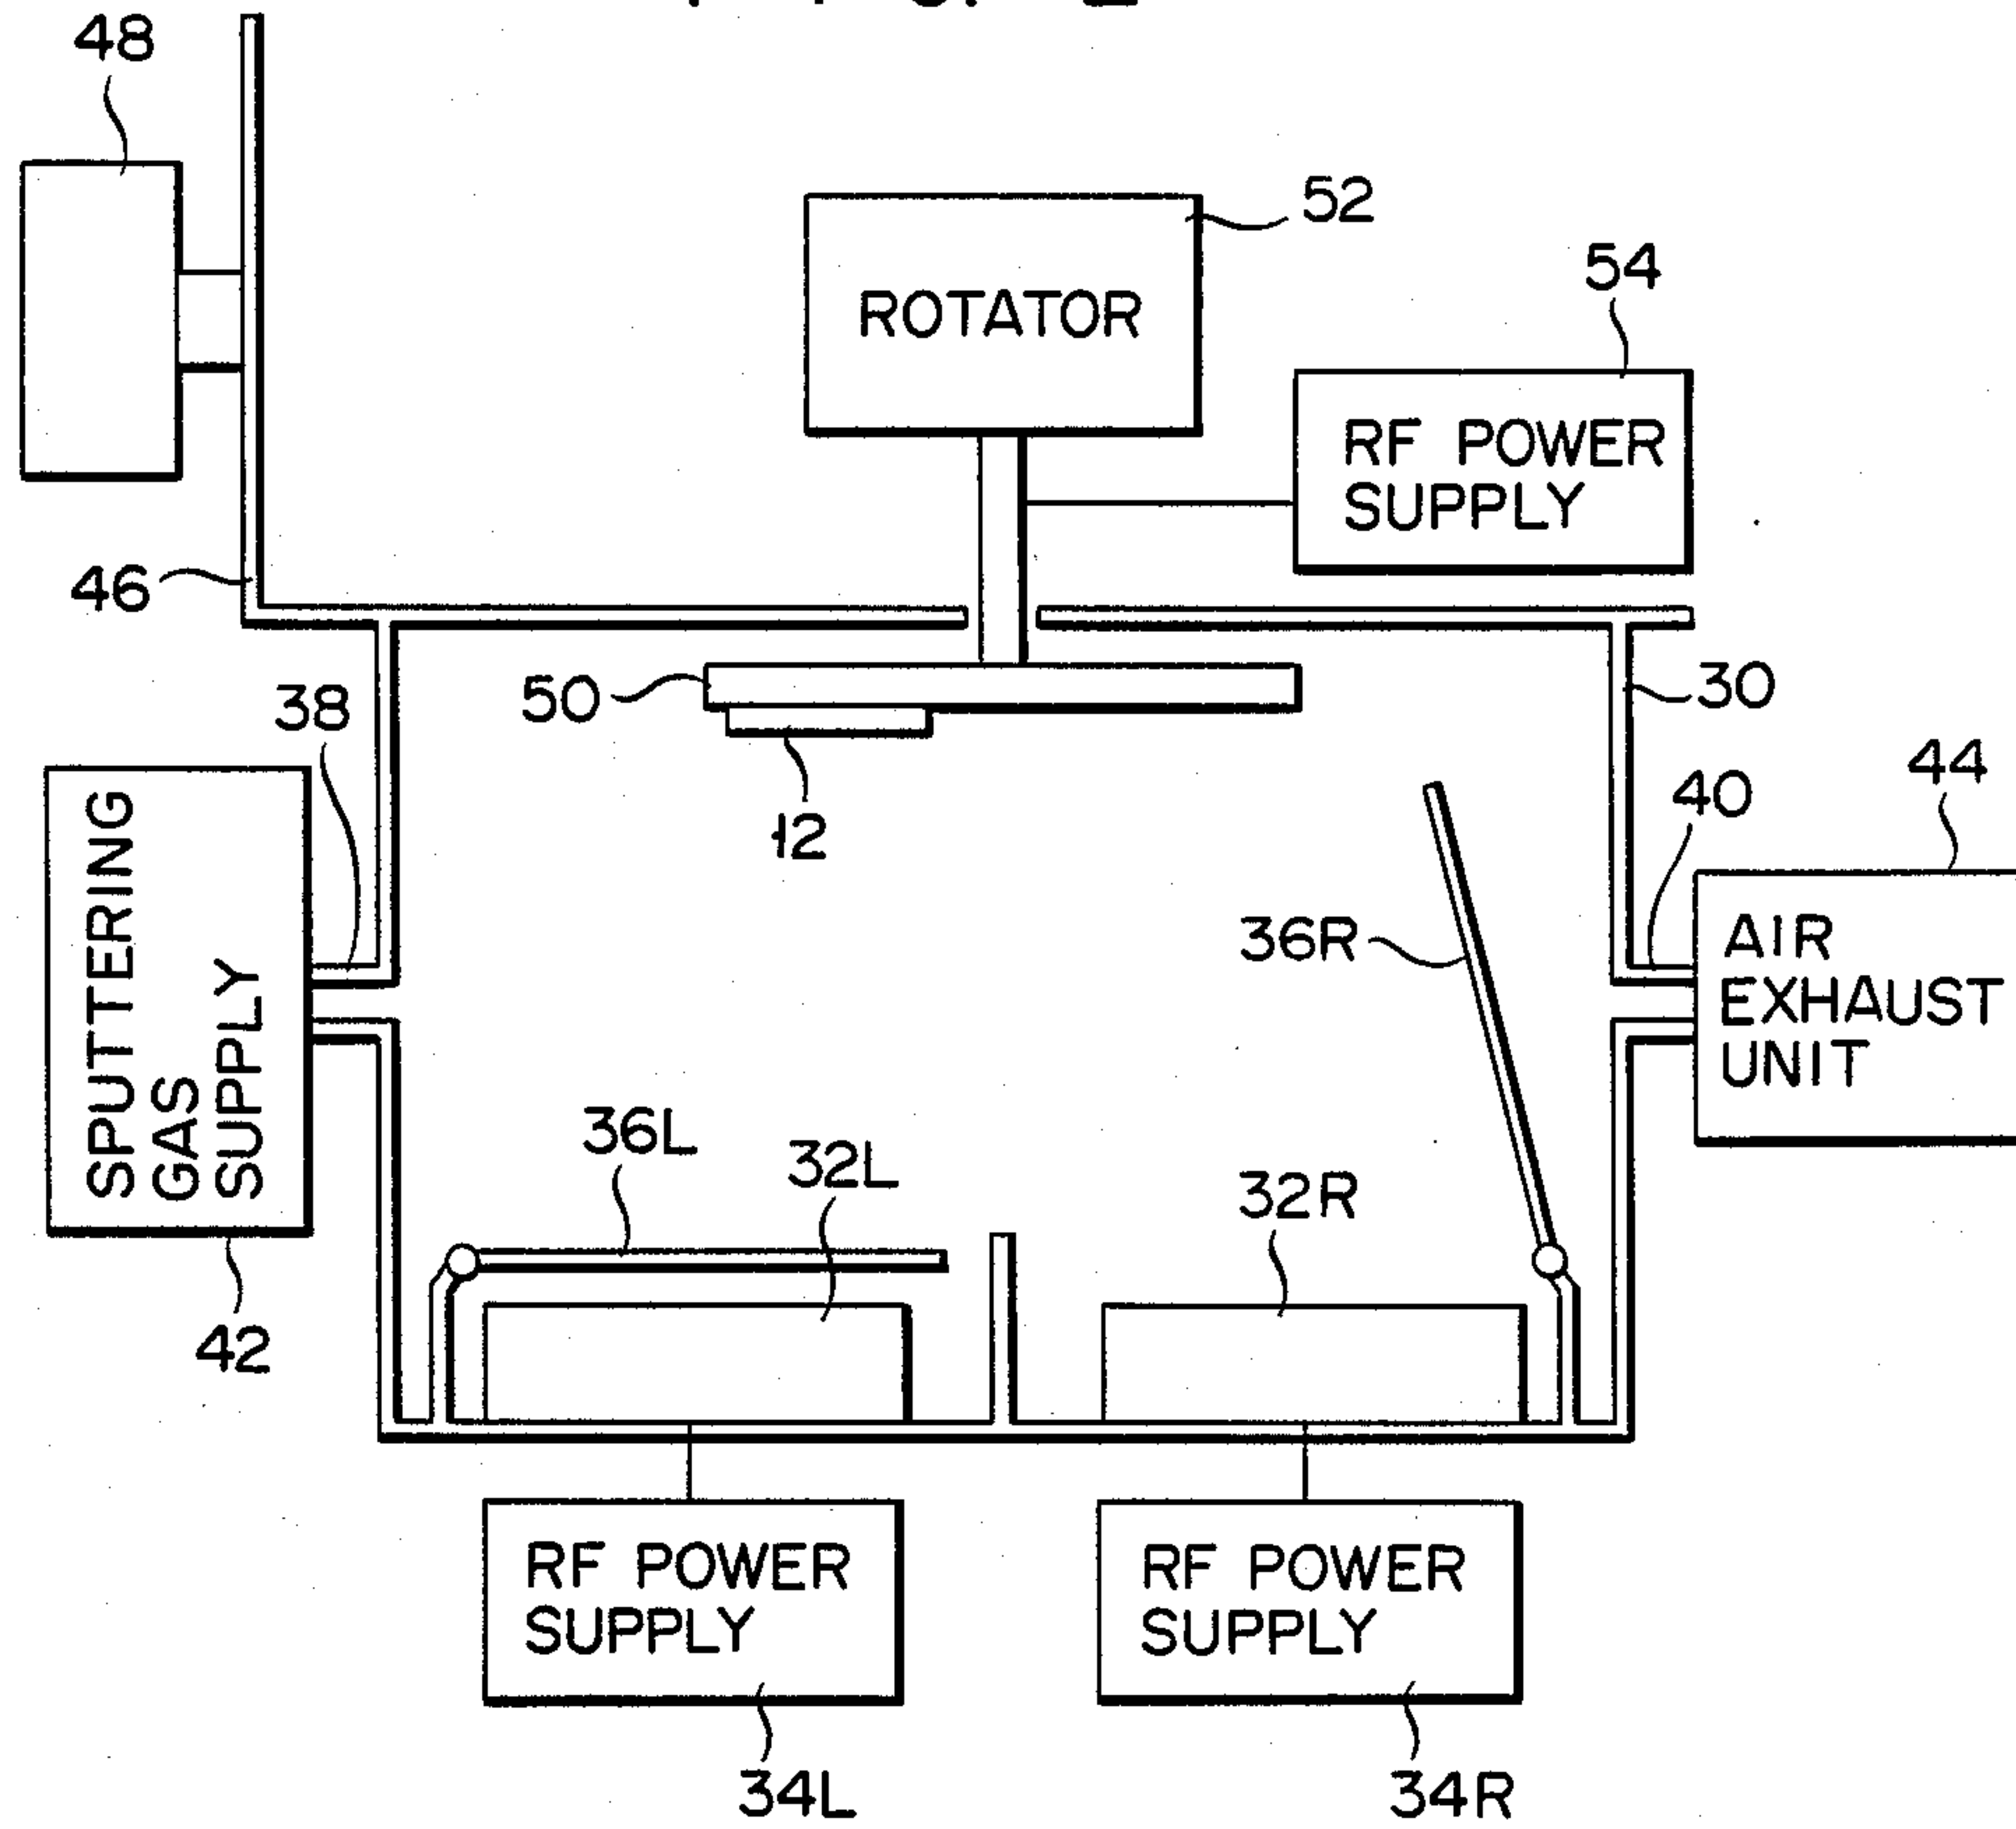 48
52
ROTATOR
54
RF POWER
SUPPLY
46
50
30
38
12
44
40
36R
AIR
EXHAUST
UNIT
SPUTTERING
GAS
SUPPLY
36L
32L
32R
42
RF POWER
SUPPLY
RF POWER
SUPPLY
34L
34R